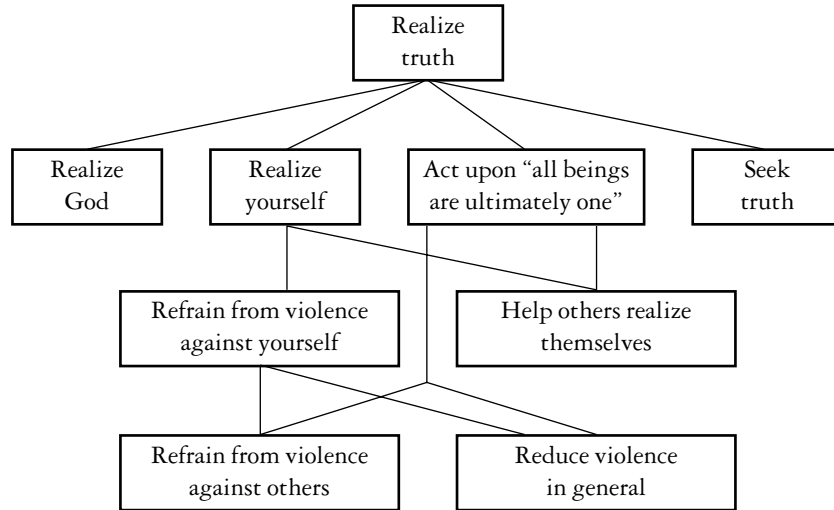 Realize
truth
Realize
God
Realize
yourself
Act upon “all beings
are ultimately one”
Seek
truth
Refrain from violence
against yourself
Help others realize
themselves
Refrain from violence
against others
Reduce violence
in general